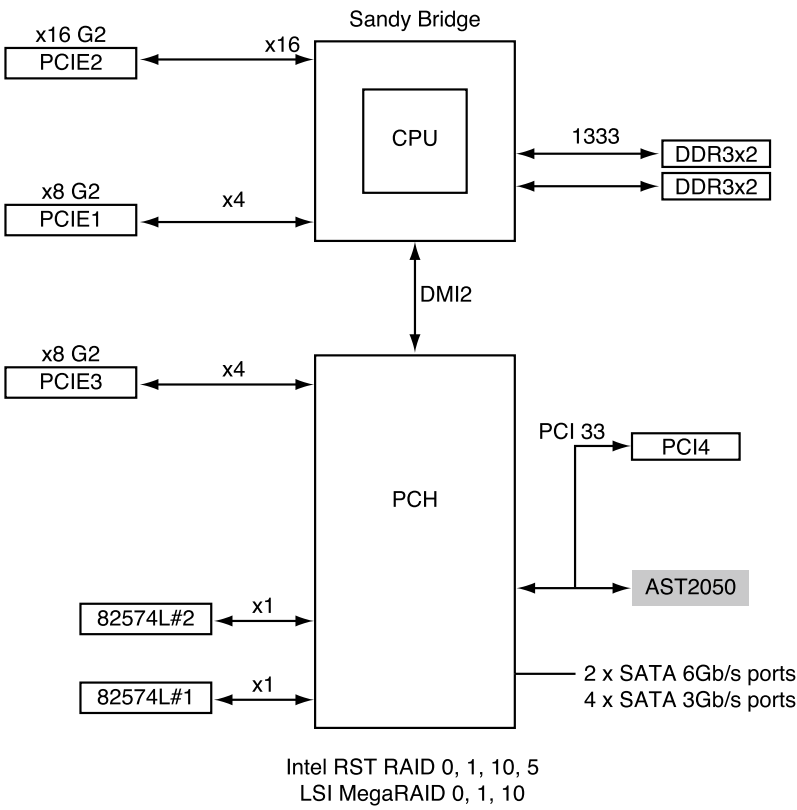 Sandy Bridge
x16 G2
PCIE2
x16
CPU
1333
DDR3x2
DDR3x2
x8 G2
PCIE1
x4
DMI2
x8 G2
PCIE3
x4
PCI 33
PCI4
PCH
AST2050
82574L#2
x1
82574L#1
x1
2 x SATA 6Gb/s ports
4 x SATA 3Gb/s ports
Intel RST RAID 0, 1, 10, 5
LSI MegaRAID 0, 1, 10